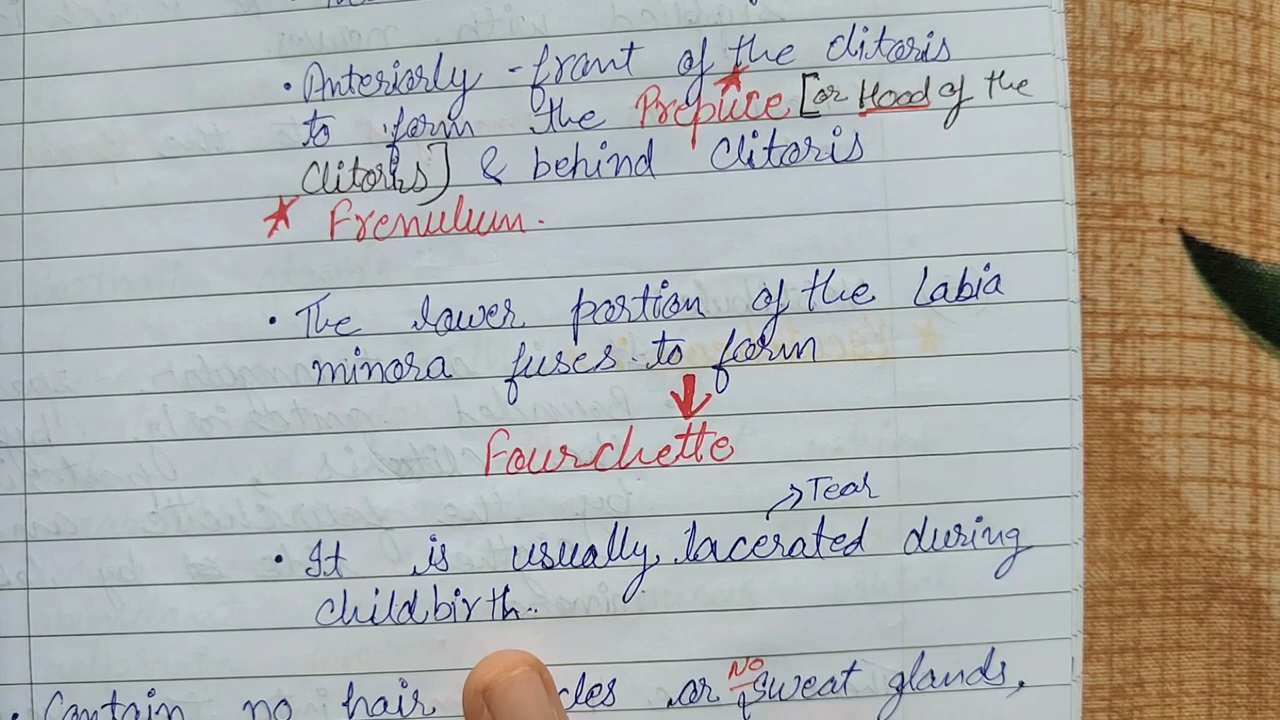 • Anteriorly - front of the clitoris
to form the Prepuce [or Hood of the
Clitoris] & behind clitoris
★ Frenulum.
• The lower portion of the Labia
minora fuses to form
↓
Fourchette
→ Tear
• It is usually lacerated during
childbirth..
• Contain no hair cles or NO sweat glands,